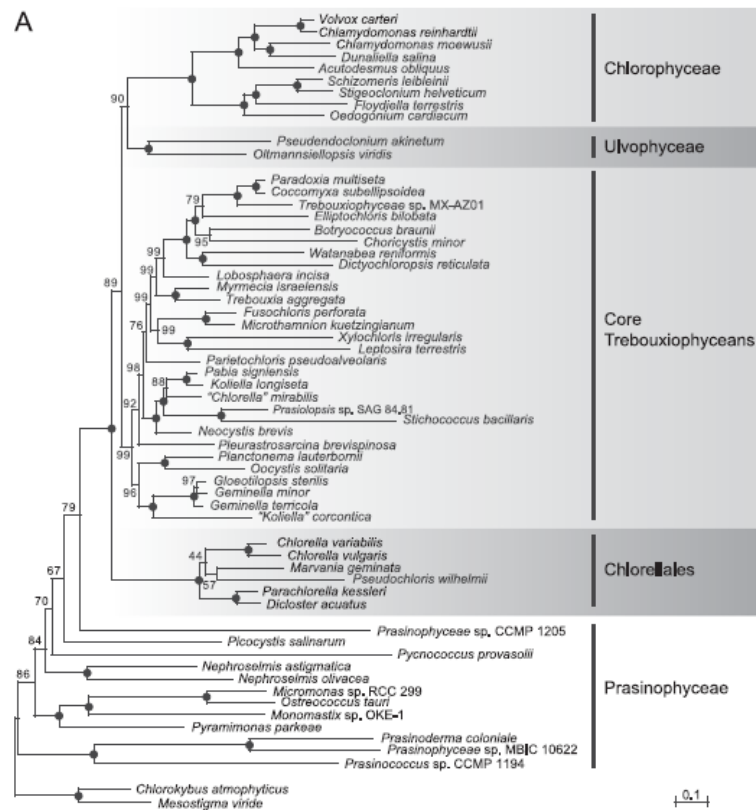 A
Volvox carteri
Chlamydomonas reinhardtii
Chlamydomonas moewusii
Dunaliella salina
Acutodesmus obliquus
Schizomeris leibleinii
Stigeoclonium helveticum
Floydiella terrestris
Oedogonium cardiacum
Chlorophyceae
90
Pseudendoclonium akinetum
Oltmannsiellopsis viridis
Ulvophyceae
Paradoxia multiseta
Coccomyxa subellipsoidea
79
Trebouxiophyceae sp. MX-AZ01
Elliptochloris bilobata
Botryococcus braunii
95
Choricystis minor
Watanabea reniformis
99
Dictyochloropsis reticulata
99
Lobosphaera incisa
89
Myrmecia israelensis
99
Trebouxia aggregata
Fusochloris perforata
99
Microthamnion kuetzingianum
76
Xylochloris irregularis
Leptosira terrestris
Parietochloris pseudoalveolaris
98
Pabia signiensis
88
Koliella longiseta
"Chlorella" mirabilis
92
Prasiolopsis sp. SAG 84.81
Stichococcus bacillaris
Neocystis brevis
Pleurastrosarcina brevispinosa
99
Planctonema lauterbornii
Oocystis solitaria
97
Gloeotilopsis sterilis
96
Geminella minor
Geminella terricola
"Koliella" corcontica
Core
Trebouxiophyceans
79
Chlorella variabilis
44
Chlorella vulgaris
Marvania geminata
57
Pseudochloris wilhelmii
Parachlorella kessleri
Dicloster acuatus
Chlorellales
67
70
Prasinophyceae sp. CCMP 1205
Picocystis salinarum
84
Pycnococcus provasolii
86
Nephroselmis astigmatica
Nephroselmis olivacea
Micromonas sp. RCC 299
Ostreococcus tauri
Monomastix sp. OKE-1
Pyramimonas parkeae
Prasinoderma coloniale
Prasinophyceae sp. MBIC 10622
Prasinococcus sp. CCMP 1194
Prasinophyceae
Chlorokybus atmophyticus
Mesostigma viride
0.1